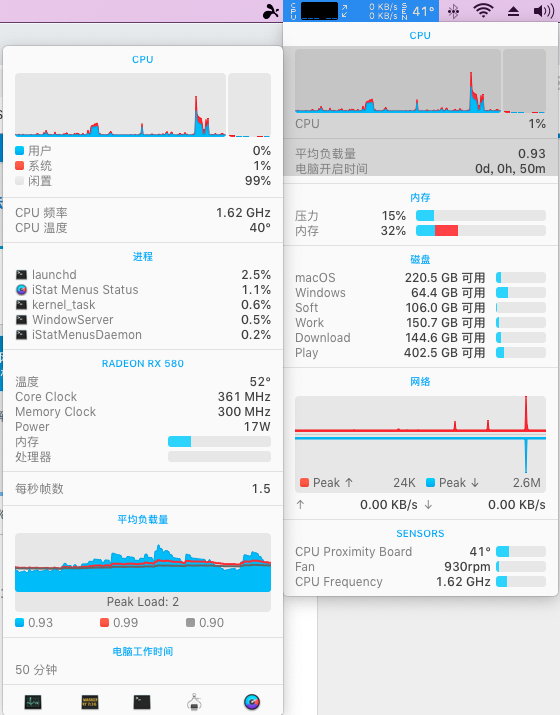 CPU
0 KB/s
0 KB/s
SEN
41°
CPU
用户 0%
系统 1%
闲置 99%
CPU 频率 1.62 GHz
CPU 温度 40°
进程
launchd 2.5%
iStat Menus Status 1.1%
kernel_task 0.6%
WindowServer 0.5%
iStatMenusDaemon 0.2%
RADEON RX 580
温度 52°
Core Clock 361 MHz
Memory Clock 300 MHz
Power 17W
内存
处理器
每秒帧数 1.5
平均负载量
Peak Load: 2
0.93 0.99 0.90
电脑工作时间
50 分钟
CPU
CPU 1%
平均负载量 0.93
电脑开启时间 0d, 0h, 50m
内存
压力 15%
内存 32%
磁盘
macOS 220.5 GB 可用
Windows 64.4 GB 可用
Soft 106.0 GB 可用
Work 150.7 GB 可用
Download 144.6 GB 可用
Play 402.5 GB 可用
网络
Peak ↑ 24K Peak ↓ 2.6M
↑ 0.00 KB/s ↓ 0.00 KB/s
SENSORS
CPU Proximity Board 41°
Fan 930rpm
CPU Frequency 1.62 GHz